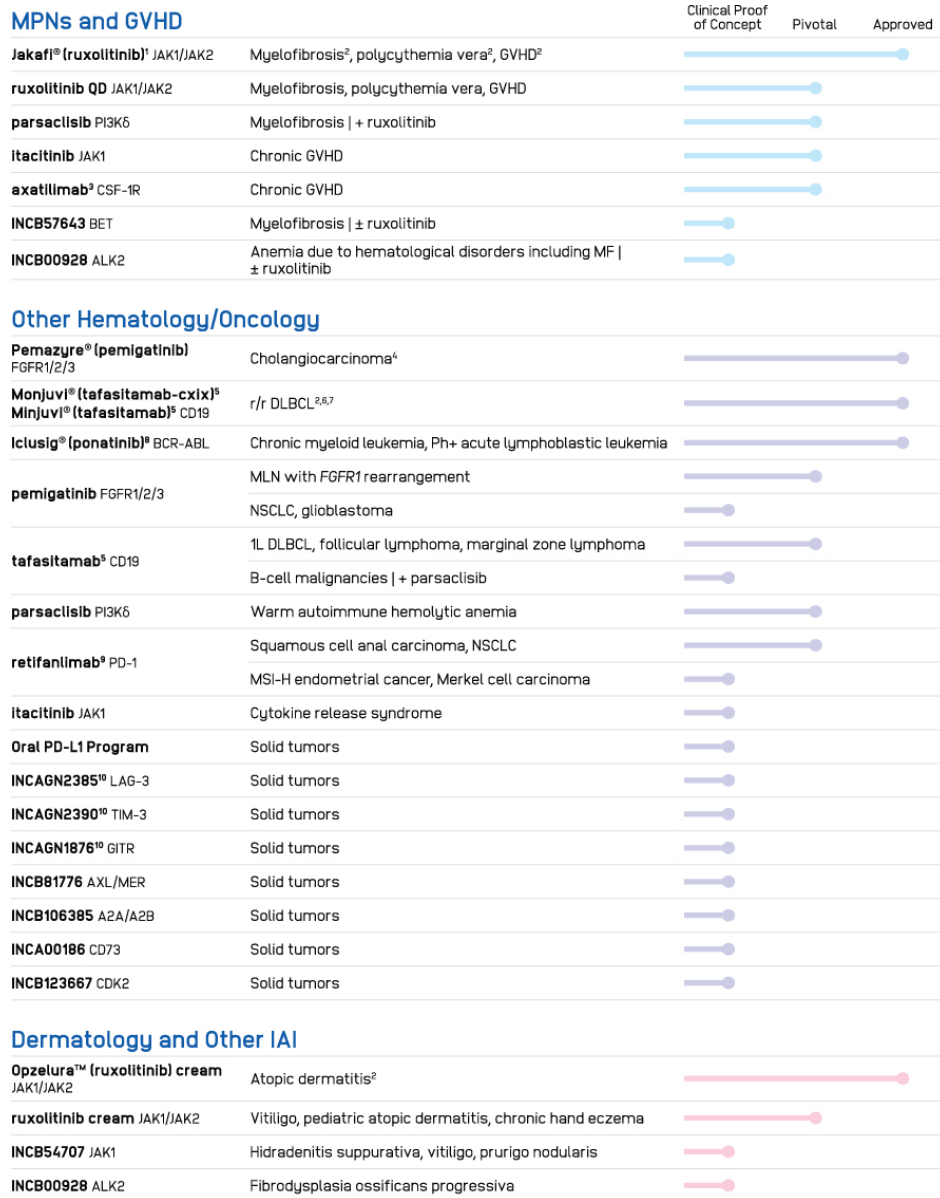 MPNs and GVHD
Clinical Proof
of Concept
Pivotal
Approved
Jakafi® (ruxolitinib)¹ JAK1/JAK2
Myelofibrosis², polycythemia vera², GVHD²
ruxolitinib QD JAK1/JAK2
Myelofibrosis, polycythemia vera, GVHD
parsaclisib PI3Kδ
Myelofibrosis | + ruxolitinib
itacitinib JAK1
Chronic GVHD
axatilimab³ CSF-1R
Chronic GVHD
INCB57643 BET
Myelofibrosis | ± ruxolitinib
INCB00928 ALK2
Anemia due to hematological disorders including MF |
± ruxolitinib
Other Hematology/Oncology
Pemazyre® (pemigatinib)
FGFR1/2/3
Cholangiocarcinoma⁴
Monjuvi® (tafasitamab-cxix)⁵
Minjuvi® (tafasitamab)⁵ CD19
r/r DLBCL²,⁶,⁷
Iclusig® (ponatinib)⁸ BCR-ABL
Chronic myeloid leukemia, Ph+ acute lymphoblastic leukemia
pemigatinib FGFR1/2/3
MLN with FGFR1 rearrangement
NSCLC, glioblastoma
tafasitamab⁵ CD19
1L DLBCL, follicular lymphoma, marginal zone lymphoma
B-cell malignancies | + parsaclisib
parsaclisib PI3Kδ
Warm autoimmune hemolytic anemia
retifanlimab⁹ PD-1
Squamous cell anal carcinoma, NSCLC
MSI-H endometrial cancer, Merkel cell carcinoma
itacitinib JAK1
Cytokine release syndrome
Oral PD-L1 Program
Solid tumors
INCAGN2385¹⁰ LAG-3
Solid tumors
INCAGN2390¹⁰ TIM-3
Solid tumors
INCAGN1876¹⁰ GITR
Solid tumors
INCB81776 AXL/MER
Solid tumors
INCB106385 A2A/A2B
Solid tumors
INCA00186 CD73
Solid tumors
INCB123667 CDK2
Solid tumors
Dermatology and Other IAI
Opzelura™ (ruxolitinib) cream
JAK1/JAK2
Atopic dermatitis²
ruxolitinib cream JAK1/JAK2
Vitiligo, pediatric atopic dermatitis, chronic hand eczema
INCB54707 JAK1
Hidradenitis suppurativa, vitiligo, prurigo nodularis
INCB00928 ALK2
Fibrodysplasia ossificans progressiva